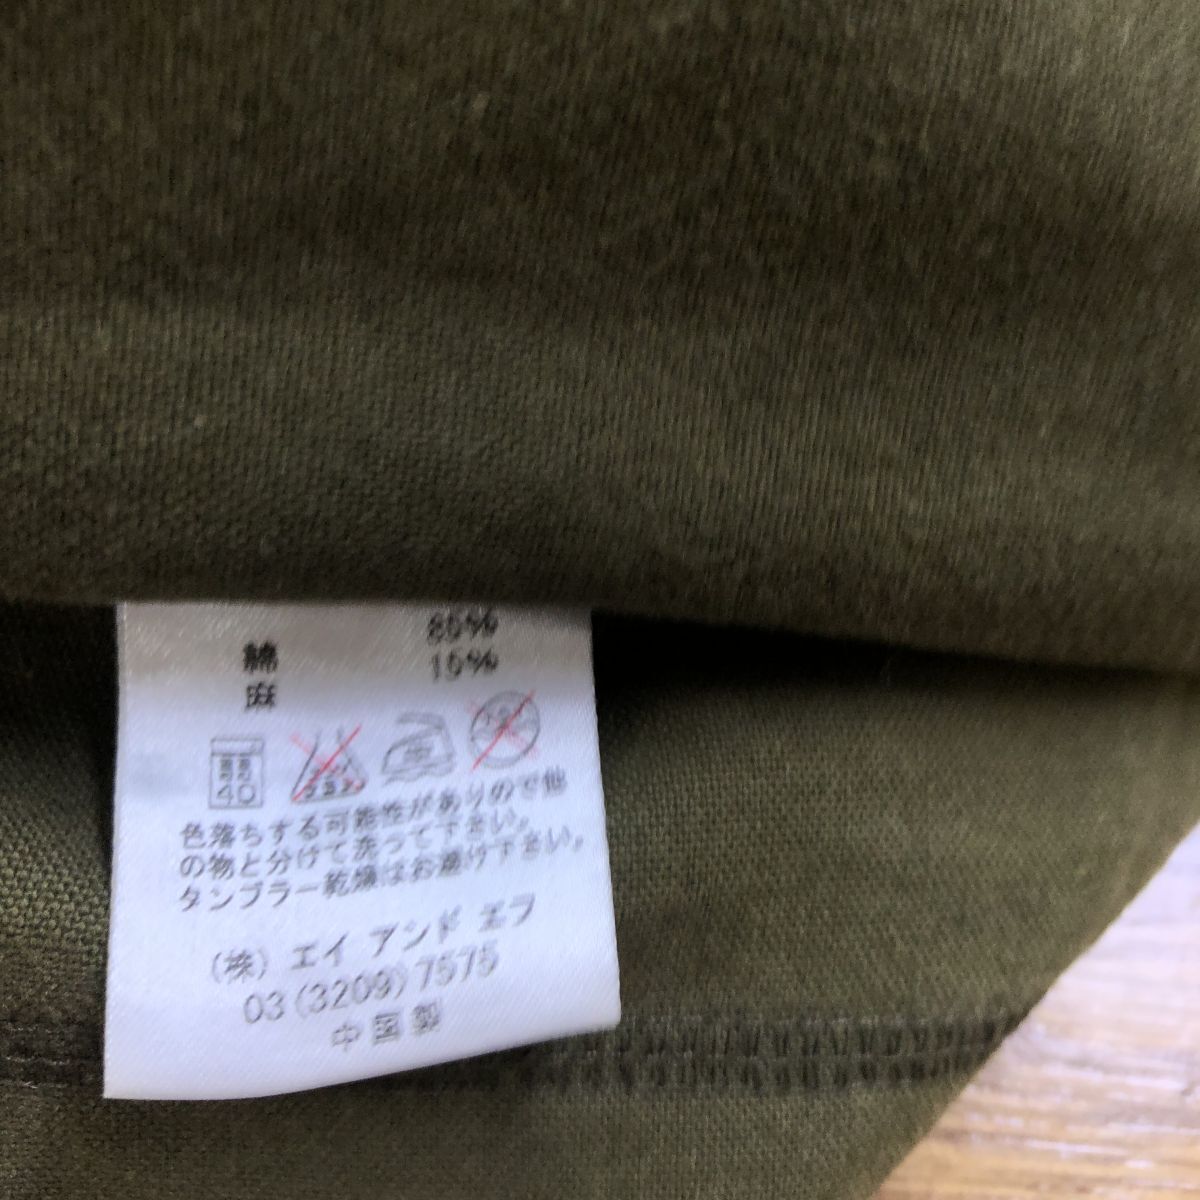 綿 85%
麻 15%
40
色落ちする可能性がありので他
の物と分けて洗って下さい。
タンブラー乾燥はお避け下さい。
(株) エイ アンド エフ
03(3209)7575
中国製